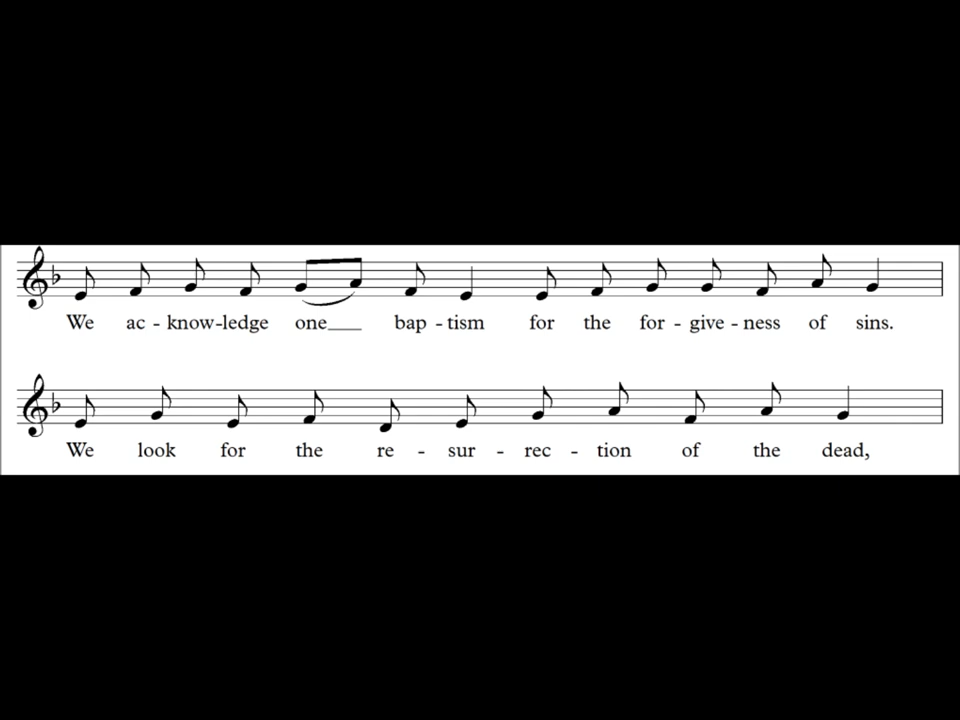 We ac - know-ledge one___ bap - tism for the for - give - ness of sins.
We look for the re - sur - rec - tion of the dead,